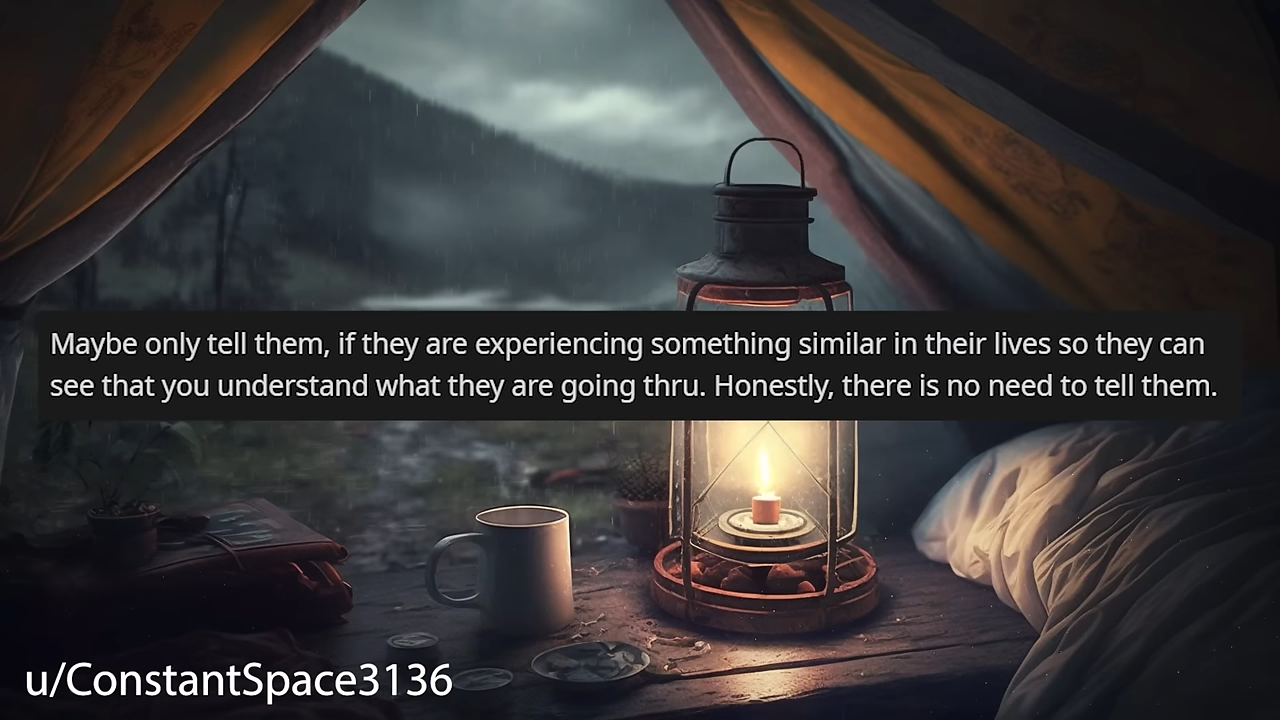 Maybe only tell them, if they are experiencing something similar in their lives so they can
see that you understand what they are going thru. Honestly, there is no need to tell them.
u/ConstantSpace3136